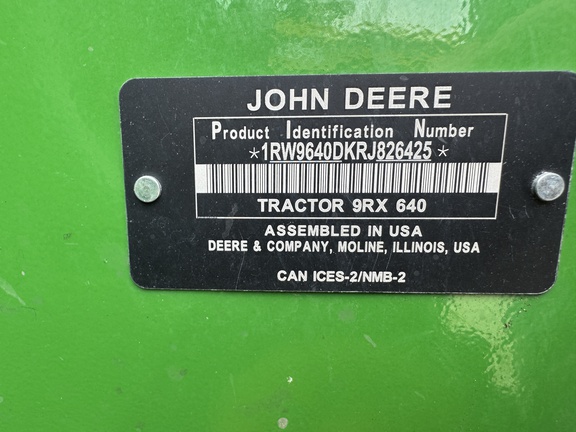 JOHN DEERE
Product Identification Number
*1RW9640DKRJ826425*
TRACTOR 9RX 640
ASSEMBLED IN USA
DEERE & COMPANY, MOLINE, ILLINOIS, USA
CAN ICES-2/NMB-2